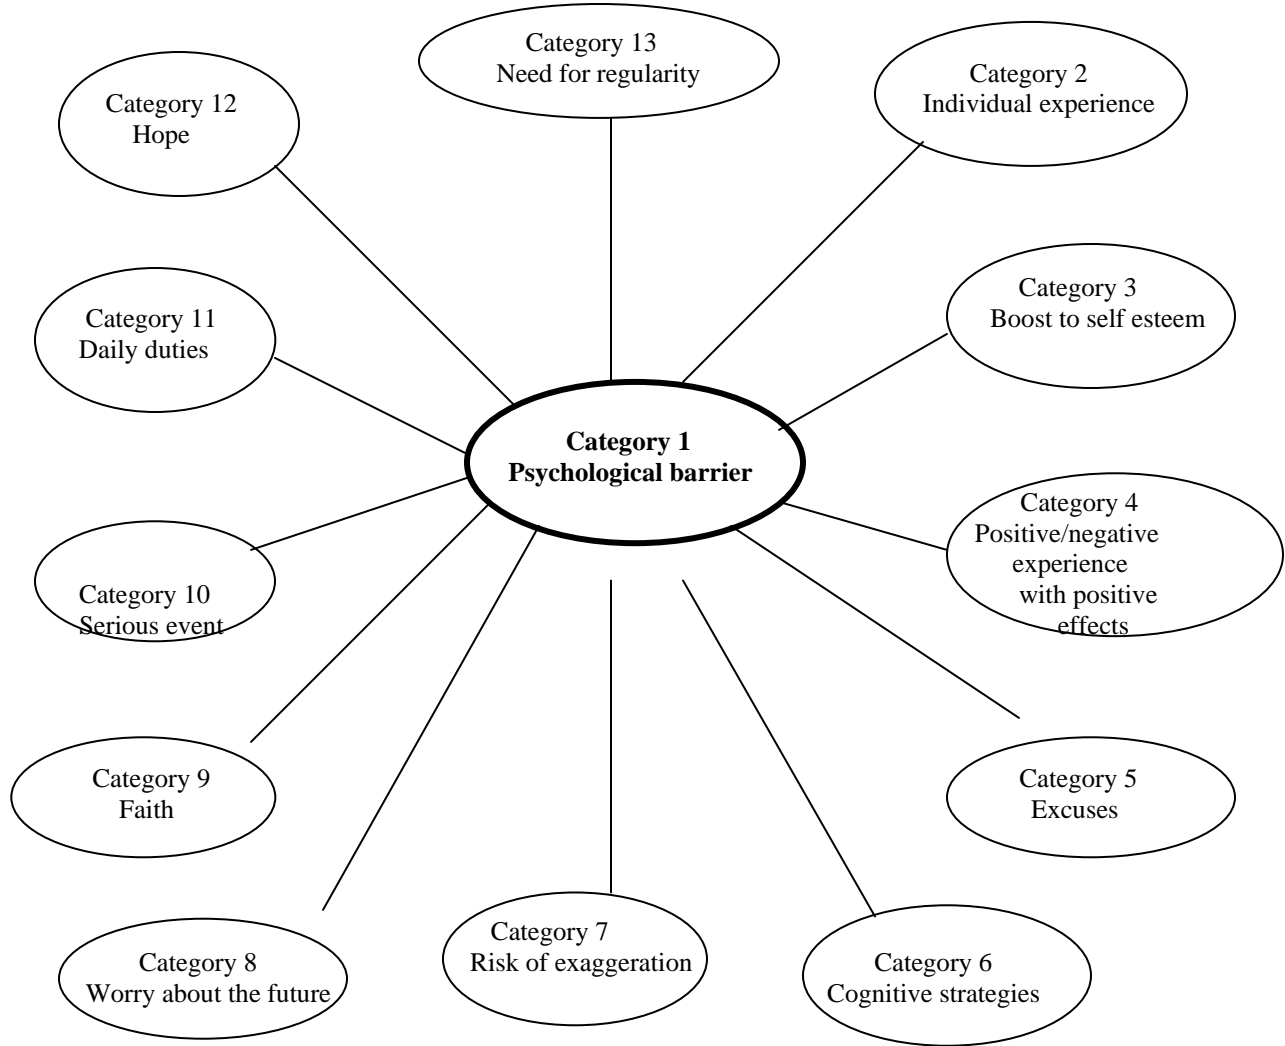 Category 13
Need for regularity
Category 2
Individual experience
Category 12
Hope
Category 3
Boost to self esteem
Category 11
Daily duties
Category 1
Psychological barrier
Category 4
Positive/negative
experience
with positive
effects
Category 10
Serious event
Category 9
Faith
Category 5
Excuses
Category 7
Risk of exaggeration
Category 8
Worry about the future
Category 6
Cognitive strategies